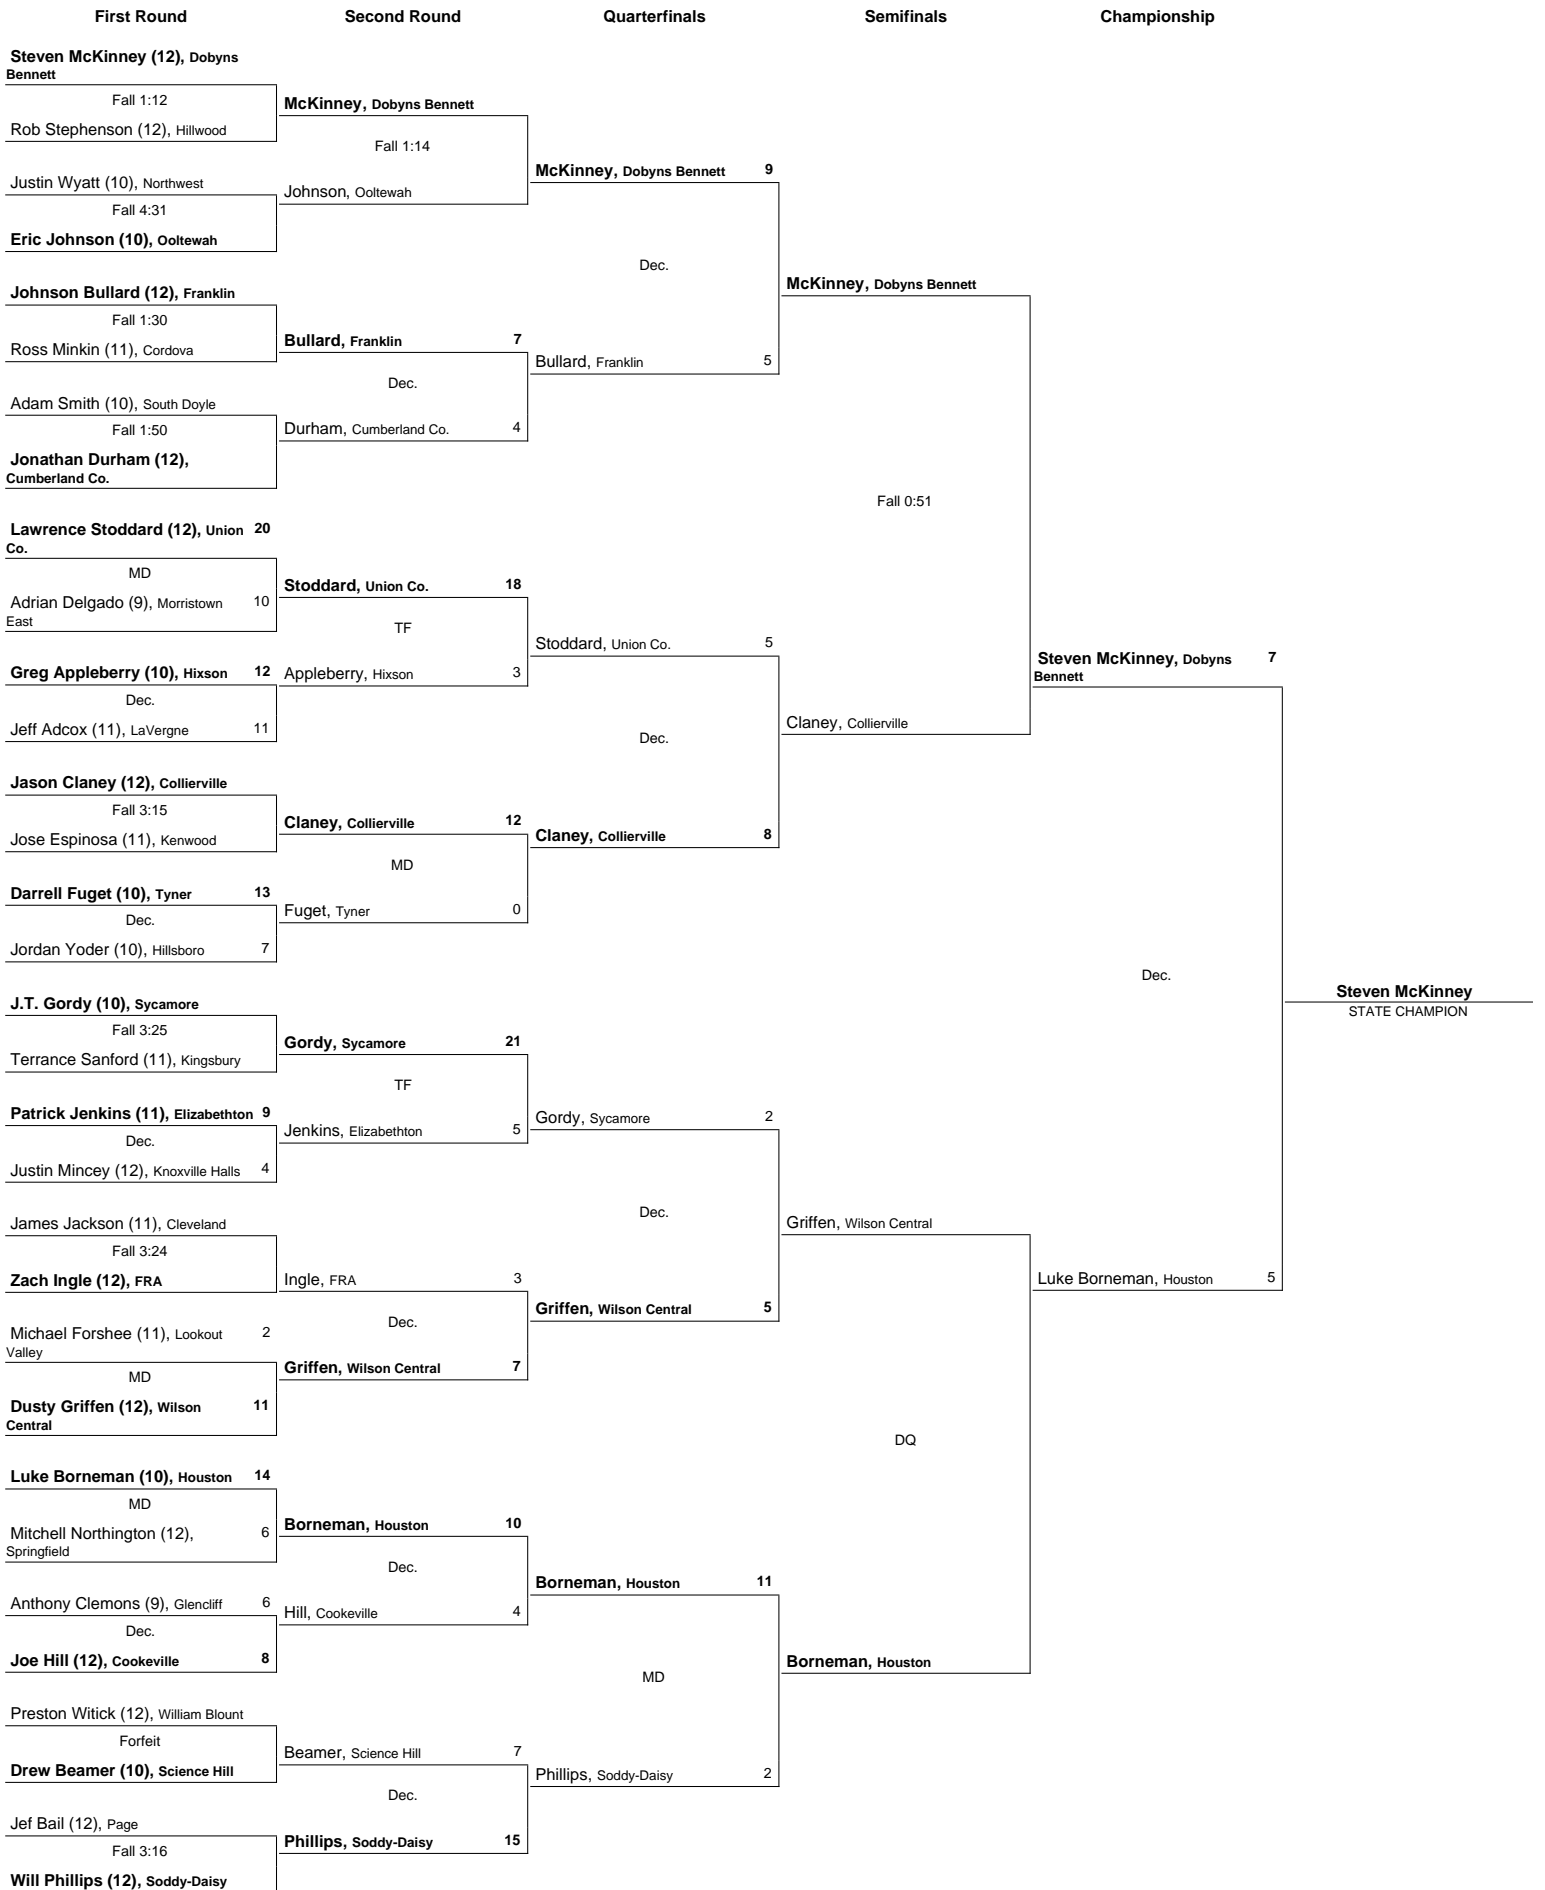 First Round
Second Round
Quarterfinals
Semifinals
Championship
Steven McKinney (12), Dobyns
Bennett
Fall 1:12
Rob Stephenson (12), Hillwood
Justin Wyatt (10), Northwest
Fall 4:31
Eric Johnson (10), Ooltewah
Johnson Bullard (12), Franklin
Fall 1:30
Ross Minkin (11), Cordova
Adam Smith (10), South Doyle
Fall 1:50
Jonathan Durham (12),
Cumberland Co.
Lawrence Stoddard (12), Union 20
Co.
MD
Adrian Delgado (9), Morristown 10
East
Greg Appleberry (10), Hixson 12
Dec.
Jeff Adcox (11), LaVergne 11
Jason Claney (12), Collierville
Fall 3:15
Jose Espinosa (11), Kenwood
Darrell Fuget (10), Tyner 13
Dec.
Jordan Yoder (10), Hillsboro 7
J.T. Gordy (10), Sycamore
Fall 3:25
Terrance Sanford (11), Kingsbury
Patrick Jenkins (11), Elizabethton 9
Dec.
Justin Mincey (12), Knoxville Halls 4
James Jackson (11), Cleveland
Fall 3:24
Zach Ingle (12), FRA
Michael Forshee (11), Lookout 2
Valley
MD
Dusty Griffen (12), Wilson 11
Central
Luke Borneman (10), Houston 14
MD
Mitchell Northington (12), 6
Springfield
Anthony Clemons (9), Glencliff 6
Dec.
Joe Hill (12), Cookeville 8
Preston Witick (12), William Blount
Forfeit
Drew Beamer (10), Science Hill
Jef Bail (12), Page
Fall 3:16
Will Phillips (12), Soddy-Daisy
McKinney, Dobyns Bennett
Fall 1:14
Johnson, Ooltewah
Bullard, Franklin 7
Dec.
Durham, Cumberland Co. 4
Stoddard, Union Co. 18
TF
Appleberry, Hixson 3
Claney, Collierville 12
MD
Fuget, Tyner 0
Gordy, Sycamore 21
TF
Jenkins, Elizabethton 5
Ingle, FRA 3
Dec.
Griffen, Wilson Central 7
Borneman, Houston 10
Dec.
Hill, Cookeville 4
Beamer, Science Hill 7
Dec.
Phillips, Soddy-Daisy 15
McKinney, Dobyns Bennett 9
Dec.
Bullard, Franklin 5
Stoddard, Union Co. 5
Dec.
Claney, Collierville 8
Gordy, Sycamore 2
Dec.
Griffen, Wilson Central 5
Borneman, Houston 11
MD
Phillips, Soddy-Daisy 2
McKinney, Dobyns Bennett
Fall 0:51
Claney, Collierville
Griffen, Wilson Central
DQ
Borneman, Houston
Steven McKinney, Dobyns 7
Bennett
Dec.
Luke Borneman, Houston 5
Steven McKinney
STATE CHAMPION